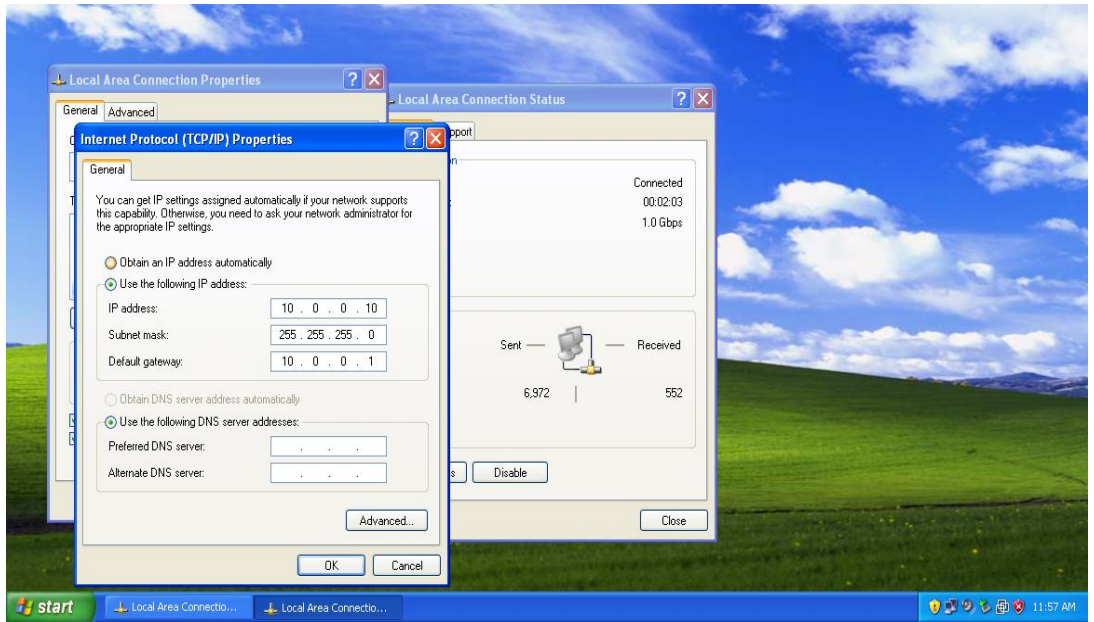 Local Area Connection Properties
General Advanced
Local Area Connection Status
pport
Connected
00:02:03
1.0 Gbps
Sent — — Received
6,972 | 552
Disable
Close
Internet Protocol (TCP/IP) Properties
General
You can get IP settings assigned automatically if your network supports
this capability. Otherwise, you need to ask your network administrator for
the appropriate IP settings.
Obtain an IP address automatically
Use the following IP address:
IP address: 10 . 0 . 0 . 10
Subnet mask: 255 . 255 . 255 . 0
Default gateway: 10 . 0 . 0 . 1
Obtain DNS server address automatically
Use the following DNS server addresses:
Preferred DNS server: . . .
Alternate DNS server: . . .
Advanced...
OK Cancel
start Local Area Connectio... Local Area Connectio... 11:57 AM